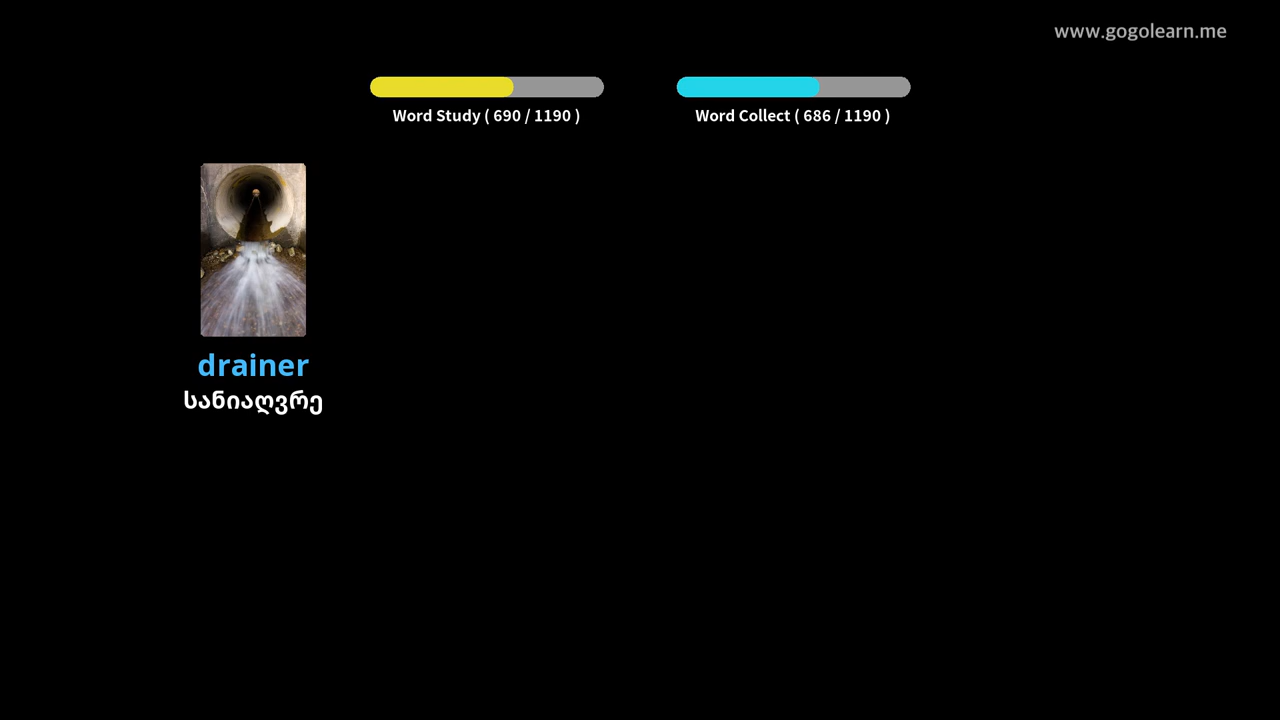 www.gogolearn.me
Word Study ( 690 / 1190 )
Word Collect ( 686 / 1190 )
drainer
სანიაღვრე